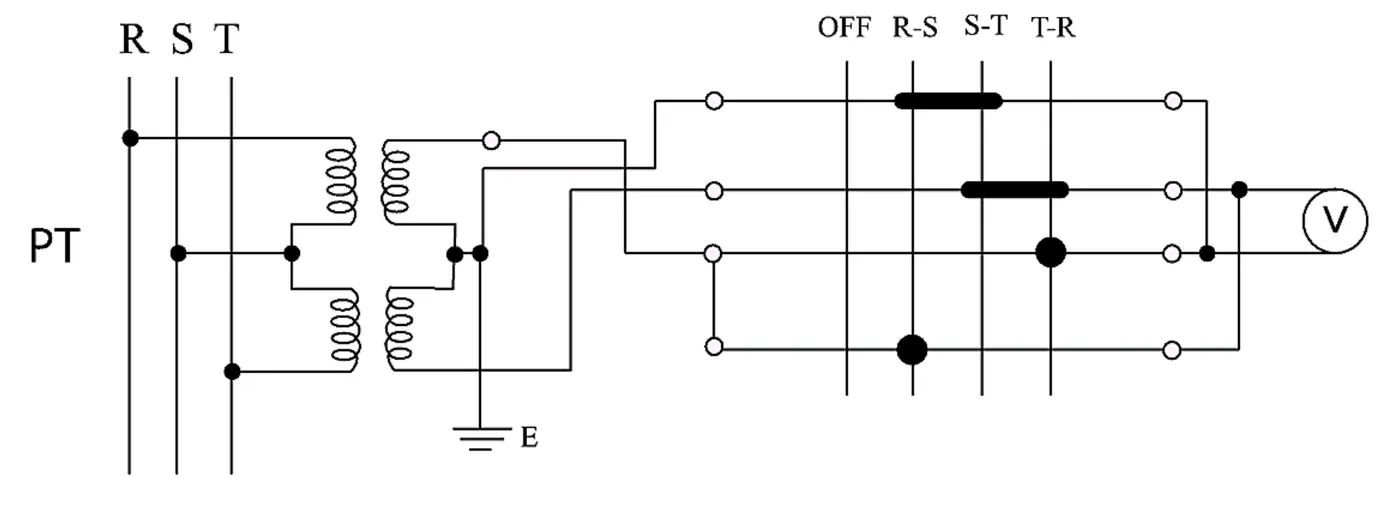 R S T
OFF R-S S-T T-R
PT
V
E